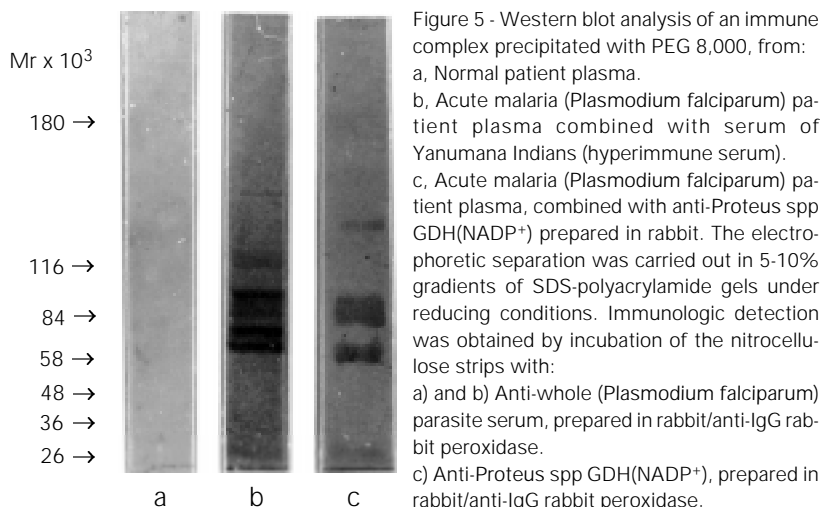 Mr x 10³
180 →
116 →
84 →
58 →
48 →
36 →
26 →
a b c
Figure 5 - Western blot analysis of an immune
complex precipitated with PEG 8,000, from:
a, Normal patient plasma.
b, Acute malaria (Plasmodium falciparum) pa-
tient plasma combined with serum of
Yanumana Indians (hyperimmune serum).
c, Acute malaria (Plasmodium falciparum) pa-
tient plasma, combined with anti-Proteus spp
GDH(NADP⁺) prepared in rabbit. The electro-
phoretic separation was carried out in 5-10%
gradients of SDS-polyacrylamide gels under
reducing conditions. Immunologic detection
was obtained by incubation of the nitrocellu-
lose strips with:
a) and b) Anti-whole (Plasmodium falciparum)
parasite serum, prepared in rabbit/anti-IgG rab-
bit peroxidase.
c) Anti-Proteus spp GDH(NADP⁺), prepared in
rabbit/anti-IgG rabbit peroxidase.